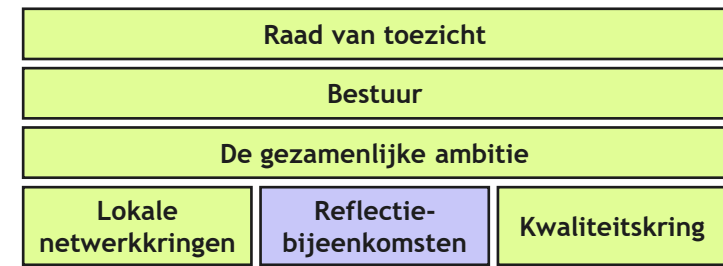 Raad van toezicht
Bestuur
De gezamenlijke ambitie
Lokale
netwerkkringen
Reflectie-
bijeenkomsten
Kwaliteitskring